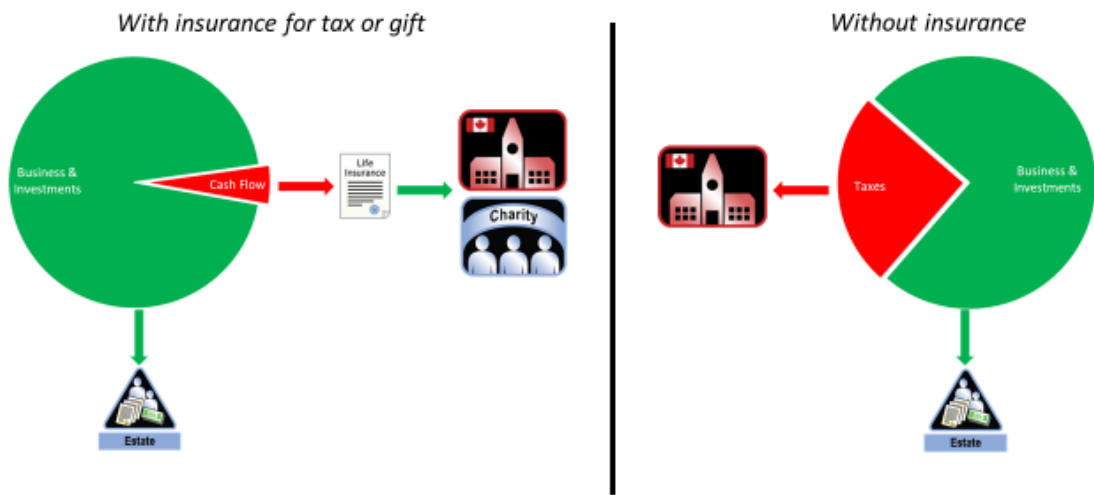 With insurance for tax or gift
Business &
Investments
Cash Flow
Life
Insurance
Charity
Estate
Without insurance
Taxes
Business &
Investments
Estate